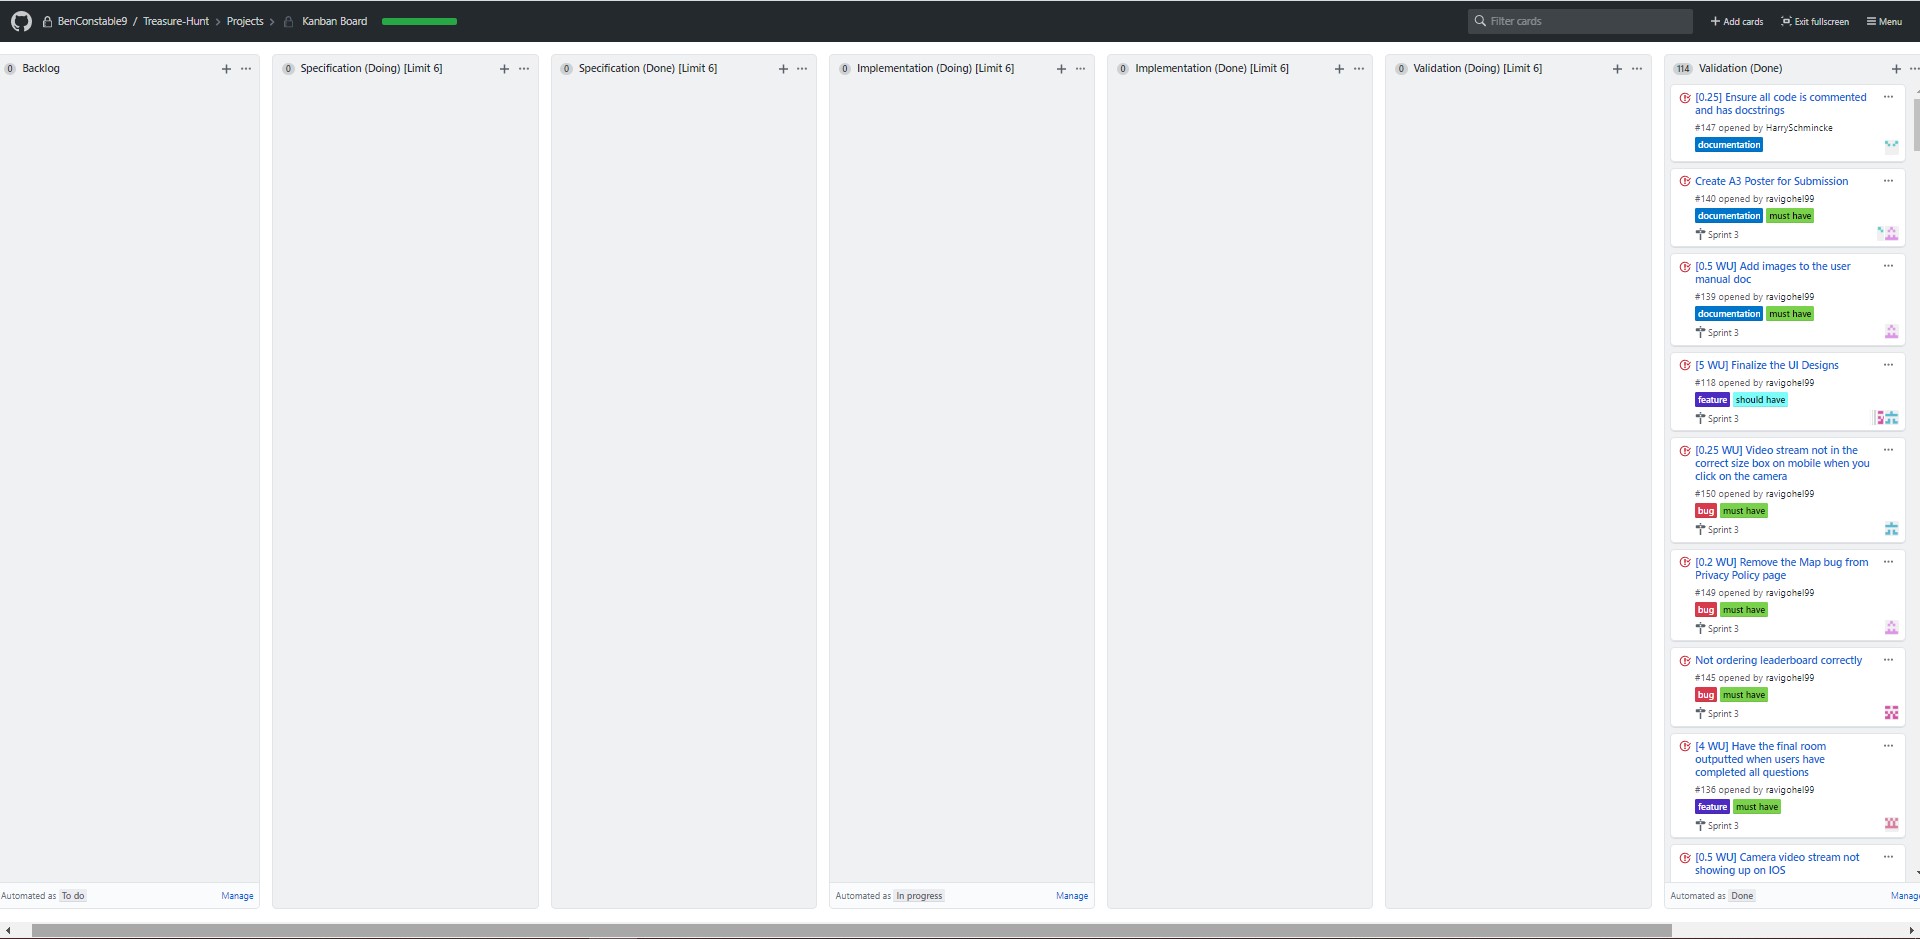 BenConstable9 / Treasure-Hunt > Projects > Kanban Board
Filter cards
+ Add cards
Exit fullscreen
Menu
0 Backlog
Automated as To do
Manage
0 Specification (Doing) [Limit 6]
0 Specification (Done) [Limit 6]
0 Implementation (Doing) [Limit 6]
Automated as In progress
Manage
0 Implementation (Done) [Limit 6]
0 Validation (Doing) [Limit 6]
114 Validation (Done)
[0.25] Ensure all code is commented
and has docstrings
#147 opened by HarrySchmincke
documentation
Create A3 Poster for Submission
#140 opened by ravigohel99
documentation must have
Sprint 3
[0.5 WU] Add images to the user
manual doc
#139 opened by ravigohel99
documentation must have
Sprint 3
[5 WU] Finalize the UI Designs
#118 opened by ravigohel99
feature should have
Sprint 3
[0.25 WU] Video stream not in the
correct size box on mobile when you
click on the camera
#150 opened by ravigohel99
bug must have
Sprint 3
[0.2 WU] Remove the Map bug from
Privacy Policy page
#149 opened by ravigohel99
bug must have
Sprint 3
Not ordering leaderboard correctly
#145 opened by ravigohel99
bug must have
Sprint 3
[4 WU] Have the final room
outputted when users have
completed all questions
#136 opened by ravigohel99
feature must have
Sprint 3
[0.5 WU] Camera video stream not
showing up on IOS
Automated as Done
Manag